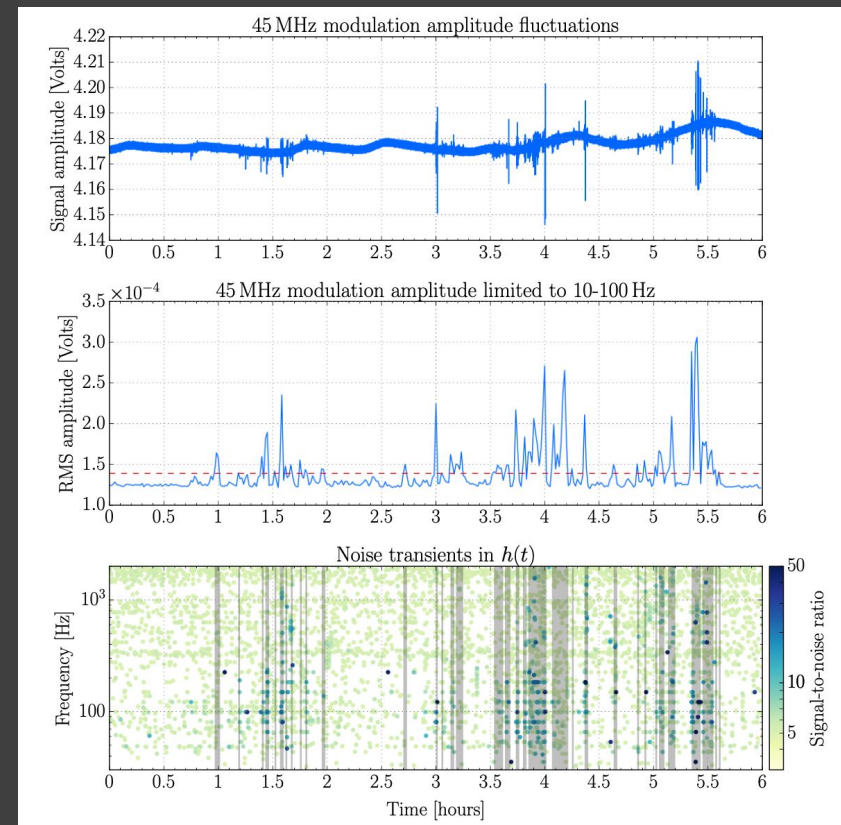 45 MHz modulation amplitude fluctuations
Signal amplitude [Volts]
4.22
4.21
4.20
4.19
4.18
4.17
4.16
4.15
4.14
0 0.5 1 1.5 2 2.5 3 3.5 4 4.5 5 5.5 6
×10⁻⁴
45 MHz modulation amplitude limited to 10-100 Hz
RMS amplitude [Volts]
3.5
3.0
2.5
2.0
1.5
1.0
0 0.5 1 1.5 2 2.5 3 3.5 4 4.5 5 5.5 6
Noise transients in h(t)
Frequency [Hz]
10³
100
0 0.5 1 1.5 2 2.5 3 3.5 4 4.5 5 5.5 6
Time [hours]
50
10
5
Signal-to-noise ratio